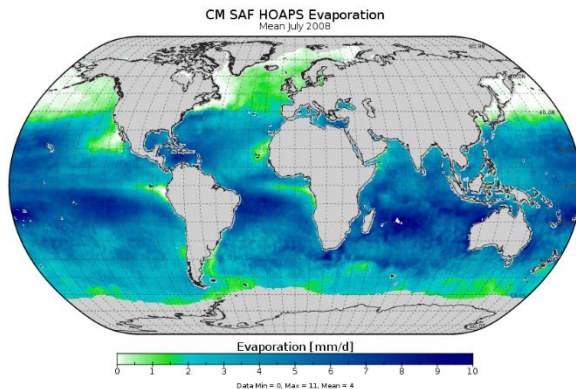 CM SAF HOAPS Evaporation
Mean July 2008
Evaporation [mm/d]
0 1 2 3 4 5 6 7 8 9 10
Data Min = 0, Max = 11, Mean = 4